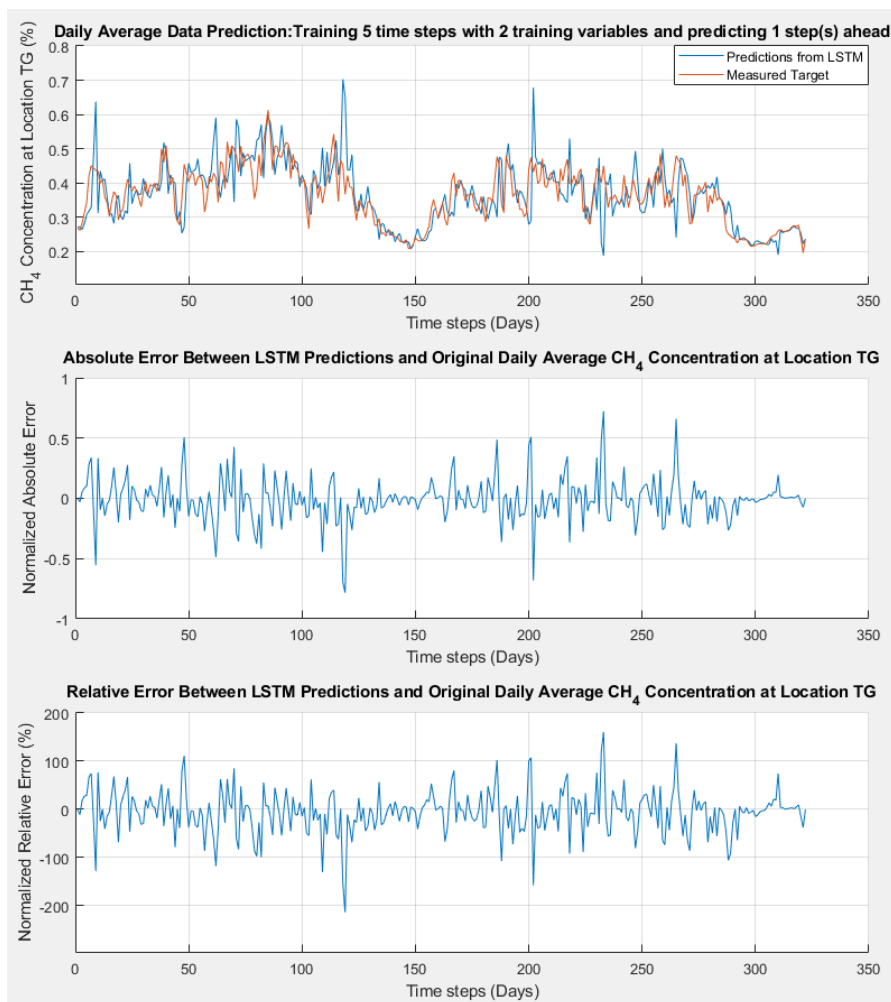 Daily Average Data Prediction:Training 5 time steps with 2 training variables and predicting 1 step(s) ahead
0.8
0.7
0.6
0.5
0.4
0.3
0.2
CH4 Concentration at Location TG (%)
Predictions from LSTM
Measured Target
0 50 100 150 200 250 300 350
Time steps (Days)
Absolute Error Between LSTM Predictions and Original Daily Average CH4 Concentration at Location TG
1
0.5
0
-0.5
-1
Normalized Absolute Error
0 50 100 150 200 250 300 350
Time steps (Days)
Relative Error Between LSTM Predictions and Original Daily Average CH4 Concentration at Location TG
200
100
0
-100
-200
Normalized Relative Error (%)
0 50 100 150 200 250 300 350
Time steps (Days)